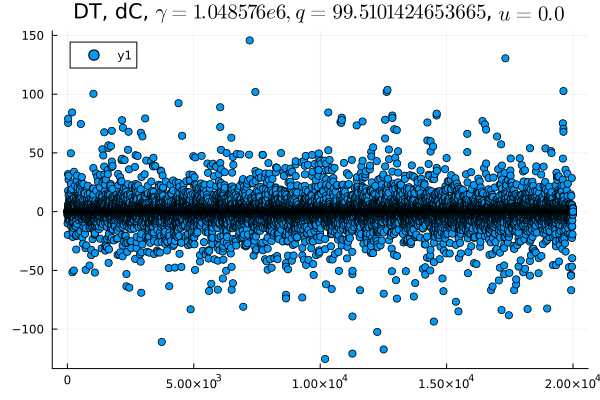 DT, dC, γ = 1.048576e6, q = 99.5101424653665, u = 0.0
150
y1
100
50
0
−50
−100
0 5.00×10³ 1.00×10⁴ 1.50×10⁴ 2.00×10⁴